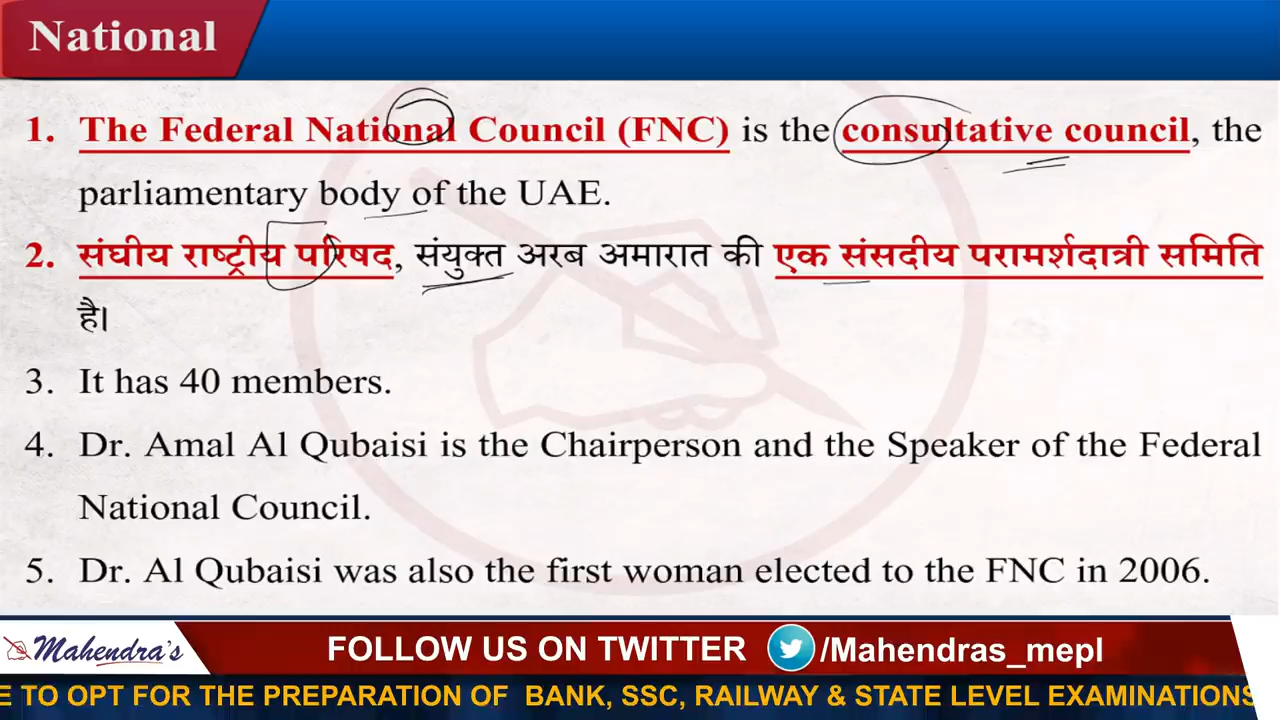 National
1. The Federal National Council (FNC) is the consultative council, the
parliamentary body of the UAE.
2. संघीय राष्ट्रीय परिषद, संयुक्त अरब अमारात की एक संसदीय परामर्शदात्री समिति
है।
3. It has 40 members.
4. Dr. Amal Al Qubaisi is the Chairperson and the Speaker of the Federal
National Council.
5. Dr. Al Qubaisi was also the first woman elected to the FNC in 2006.
Mahendra's
FOLLOW US ON TWITTER /Mahendras_mepl
E TO OPT FOR THE PREPARATION OF BANK, SSC, RAILWAY & STATE LEVEL EXAMINATIONS